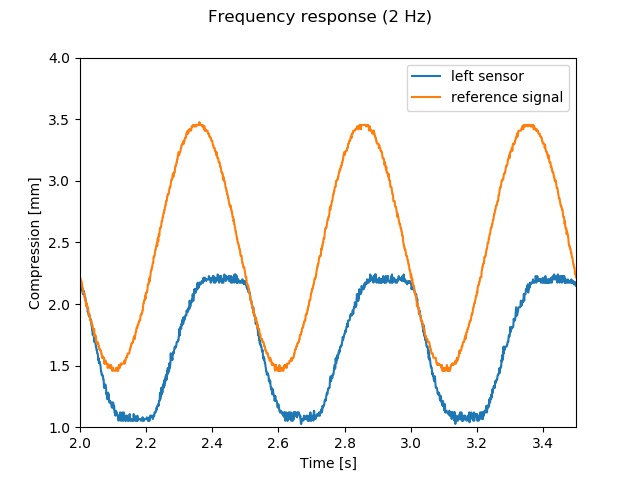 Frequency response (2 Hz)
4.0
3.5
3.0
2.5
2.0
1.5
1.0
Compression [mm]
left sensor
reference signal
2.0 2.2 2.4 2.6 2.8 3.0 3.2 3.4
Time [s]